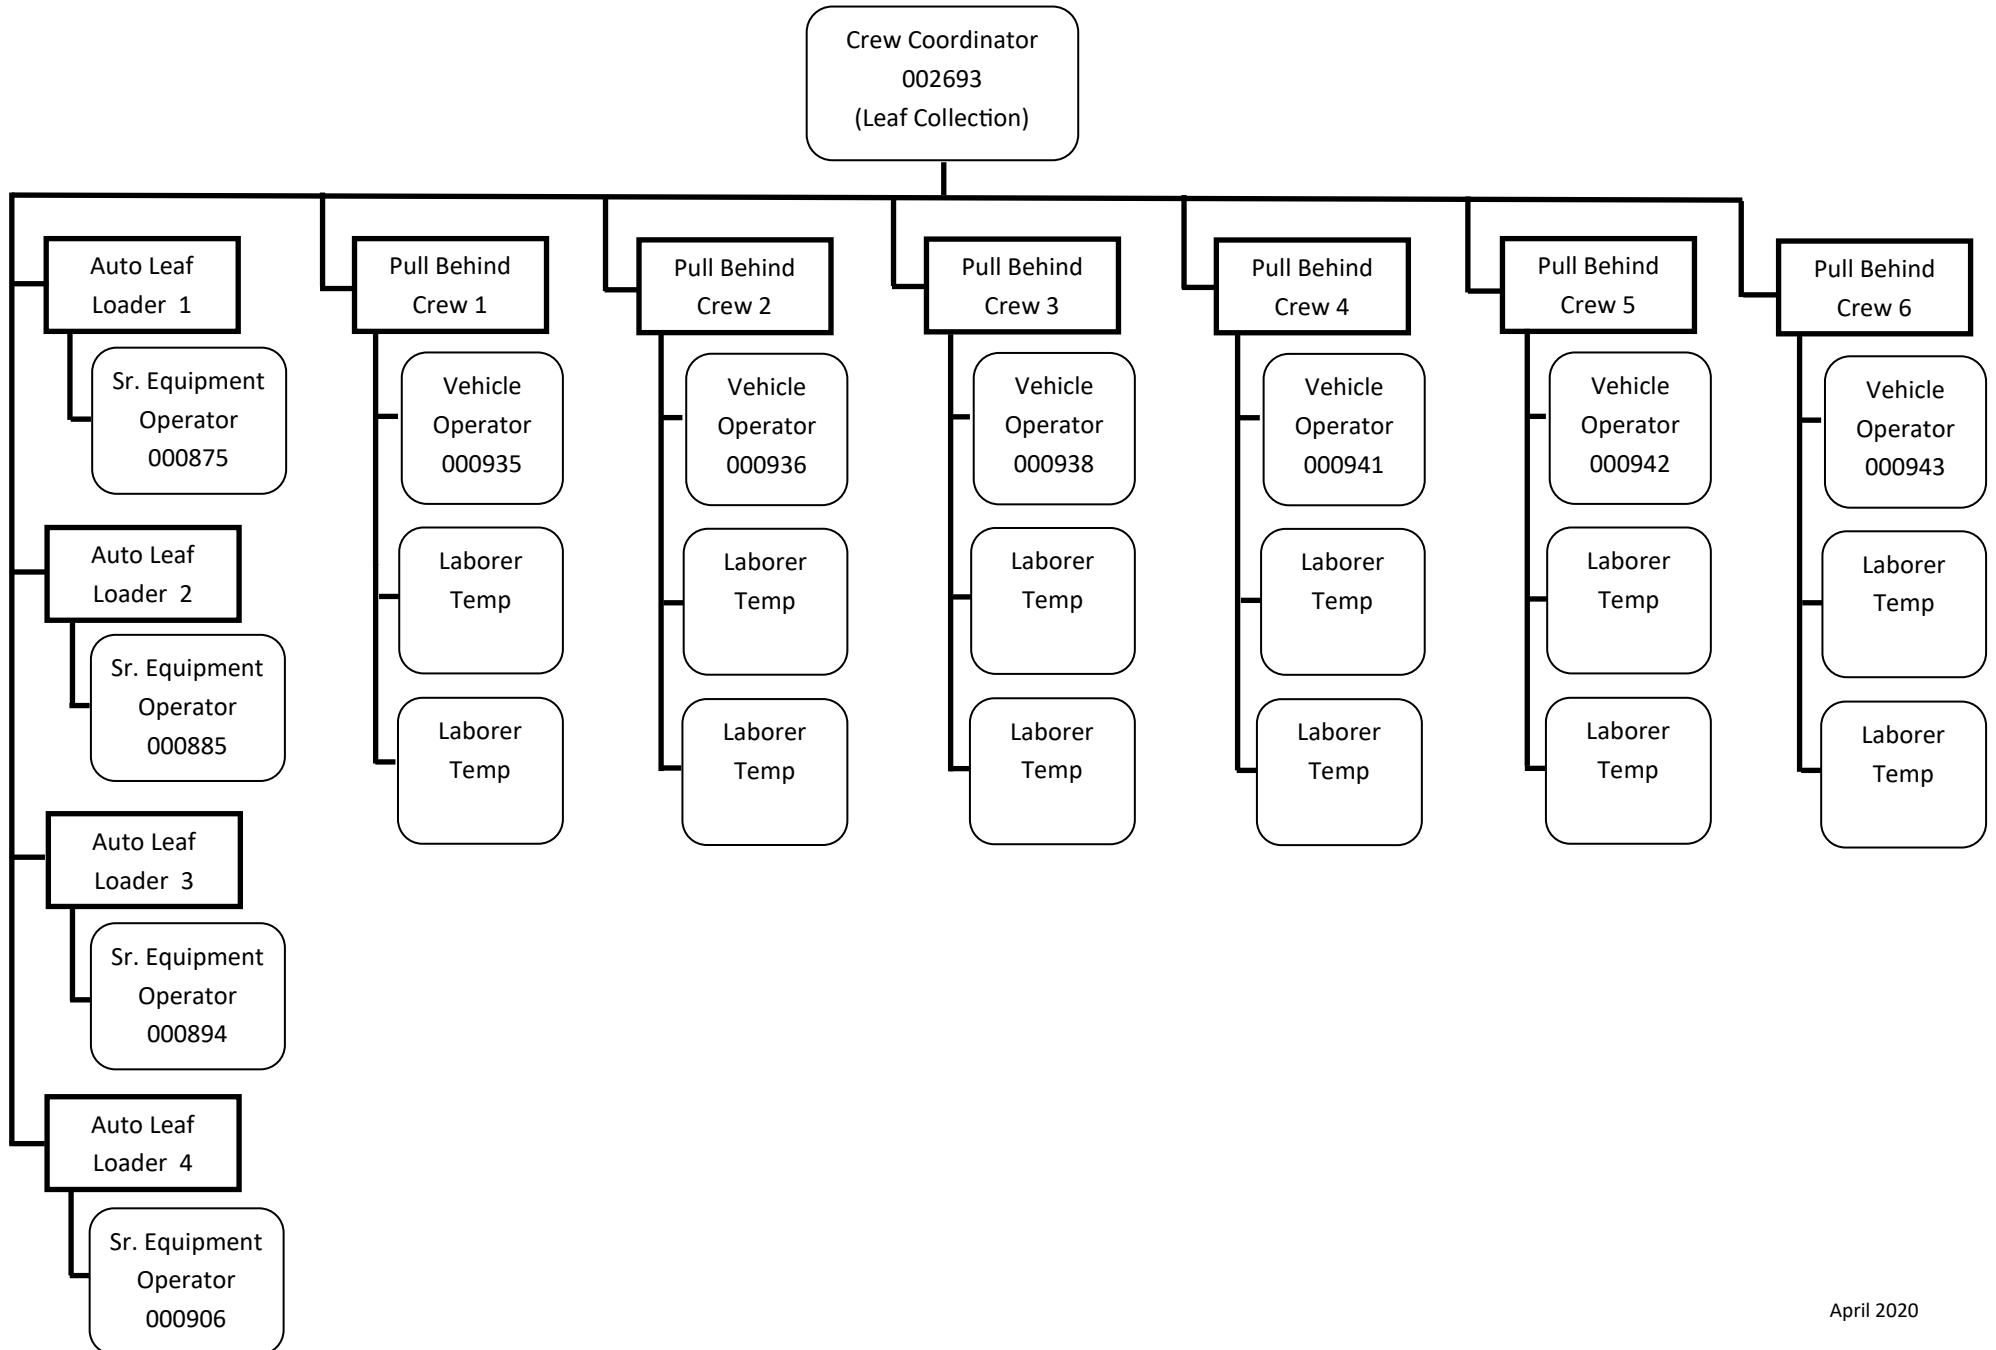 Crew Coordinator
002693
(Leaf Collection)
Auto Leaf
Loader 1
Sr. Equipment
Operator
000875
Auto Leaf
Loader 2
Sr. Equipment
Operator
000885
Auto Leaf
Loader 3
Sr. Equipment
Operator
000894
Auto Leaf
Loader 4
Sr. Equipment
Operator
000906
Pull Behind
Crew 1
Vehicle
Operator
000935
Laborer
Temp
Laborer
Temp
Pull Behind
Crew 2
Vehicle
Operator
000936
Laborer
Temp
Laborer
Temp
Pull Behind
Crew 3
Vehicle
Operator
000938
Laborer
Temp
Laborer
Temp
Pull Behind
Crew 4
Vehicle
Operator
000941
Laborer
Temp
Laborer
Temp
Pull Behind
Crew 5
Vehicle
Operator
000942
Laborer
Temp
Laborer
Temp
Pull Behind
Crew 6
Vehicle
Operator
000943
Laborer
Temp
Laborer
Temp
April 2020